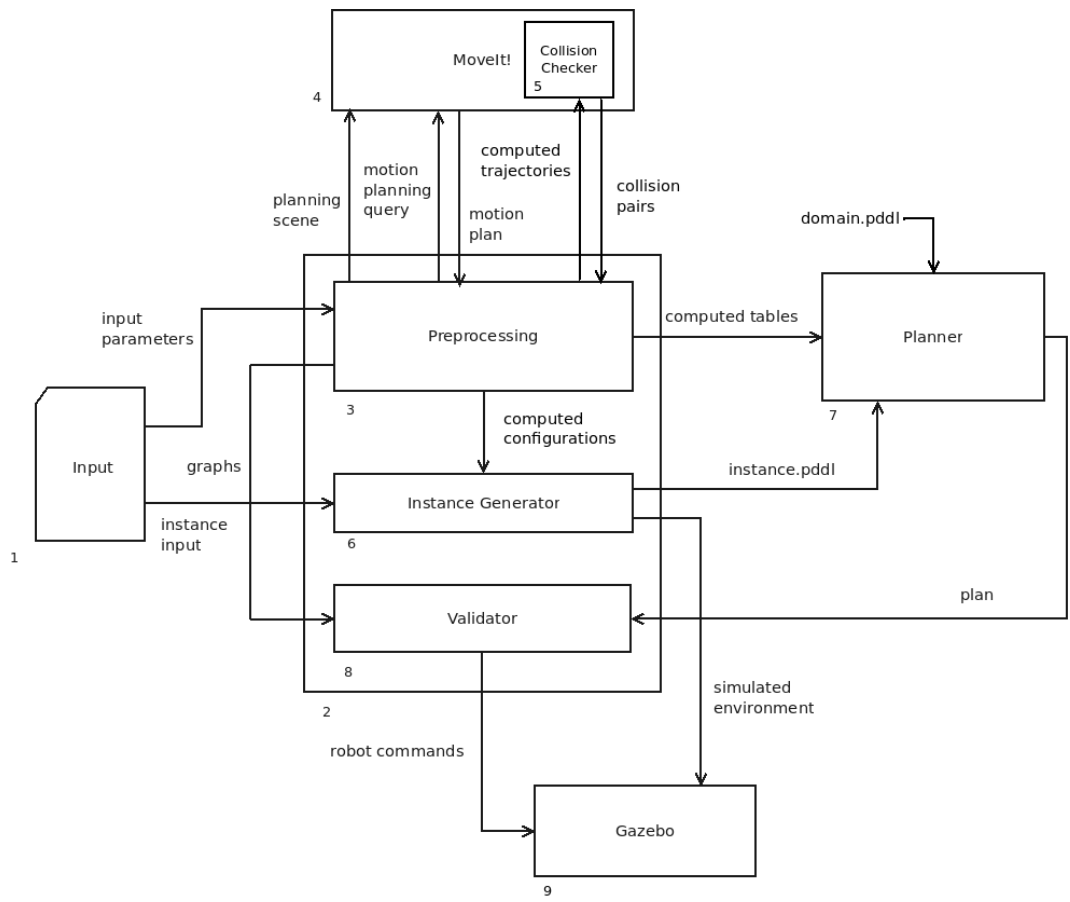 Collision
Checker
MoveIt!
5
4
computed
trajectories
motion
planning
query
collision
pairs
planning
scene
motion
plan
domain.pddl
input
parameters
Preprocessing
computed tables
Planner
3
7
computed
configurations
Input
graphs
instance.pddl
Instance Generator
instance
input
6
1
Validator
plan
8
2
simulated
environment
robot commands
Gazebo
9